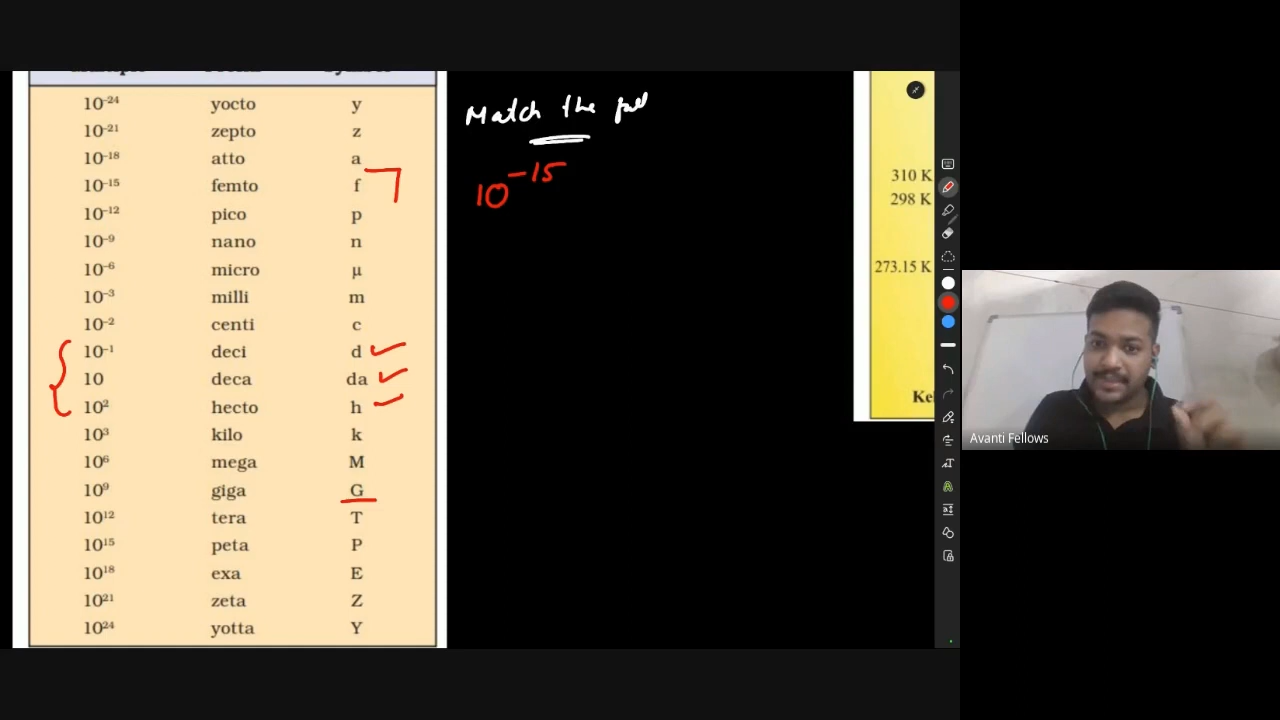 10⁻²⁴ yocto y
10⁻²¹ zepto z
10⁻¹⁸ atto a
10⁻¹⁵ femto f
10⁻¹² pico p
10⁻⁹ nano n
10⁻⁶ micro μ
10⁻³ milli m
10⁻² centi c
10⁻¹ deci d
10 deca da
10² hecto h
10³ kilo k
10⁶ mega M
10⁹ giga G
10¹² tera T
10¹⁵ peta P
10¹⁸ exa E
10²¹ zeta Z
10²⁴ yotta Y
Match the
10⁻¹⁵
310 K
298 K
273.15 K
Avanti Fellows